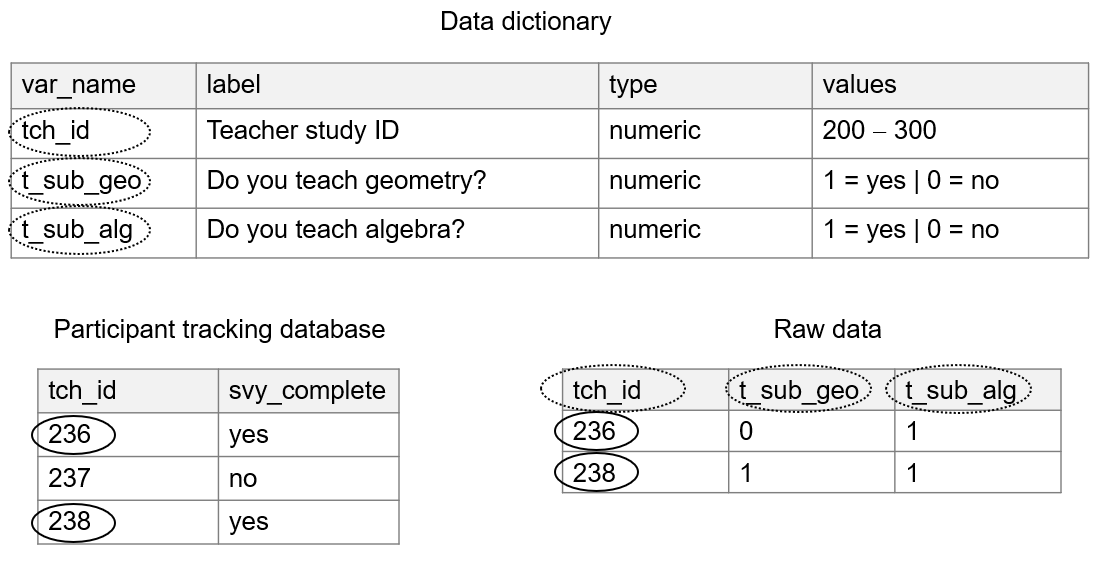 Data dictionary
var_name label type values
tch_id Teacher study ID numeric 200 – 300
t_sub_geo Do you teach geometry? numeric 1 = yes | 0 = no
t_sub_alg Do you teach algebra? numeric 1 = yes | 0 = no
Participant tracking database
tch_id svy_complete
236 yes
237 no
238 yes
Raw data
tch_id t_sub_geo t_sub_alg
236 0 1
238 1 1